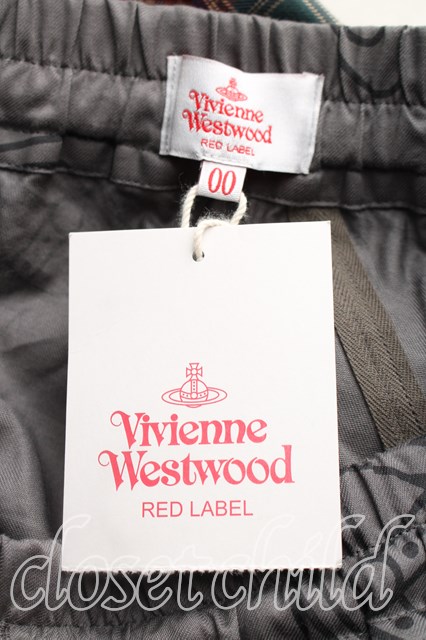 Vivienne
Westwood
RED LABEL
00
Vivienne
Westwood
RED LABEL
closet child